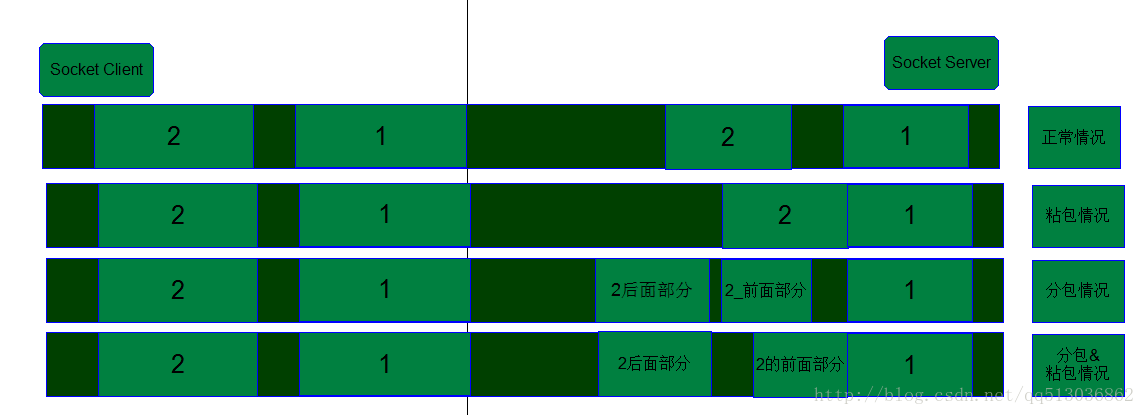 Socket Client
Socket Server
2 1 2 1 正常情况
2 1 2 1 粘包情况
2 1 2后面部分 2_前面部分 1 分包情况
2 1 2后面部分 2的前面部分 1 分包&
粘包情况
http://blog.csdn.net/qq513036862